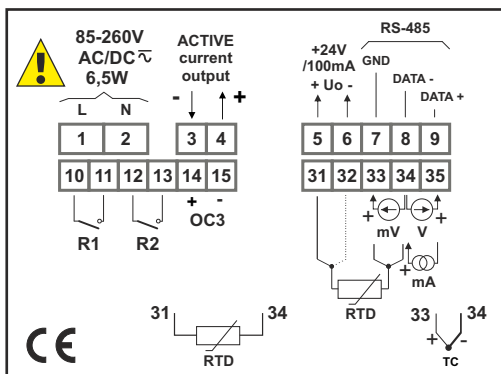 85-260V
AC/DC
6,5W
L N
1 2
ACTIVE
current
output
- +
3 4
10 11 12 13 14 15
R1 R2
+ -
OC3
RS-485
+24V
/100mA
+ Uo -
GND
DATA -
DATA +
5 6 7 8 9
31 32 33 34 35
+ +
mV V
+
mA
RTD
31 34
RTD
33 34
+ -
TC
CE